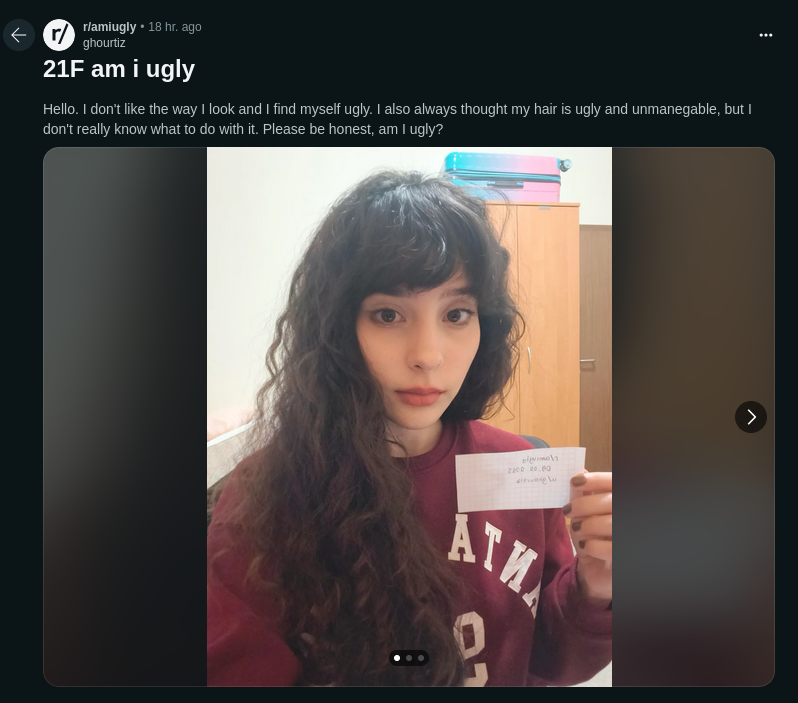 r/amiugly • 18 hr. ago
ghourtiz
21F am i ugly
Hello. I don't like the way I look and I find myself ugly. I also always thought my hair is ugly and unmanegable, but I
don't really know what to do with it. Please be honest, am I ugly?
r/
r/amiugly